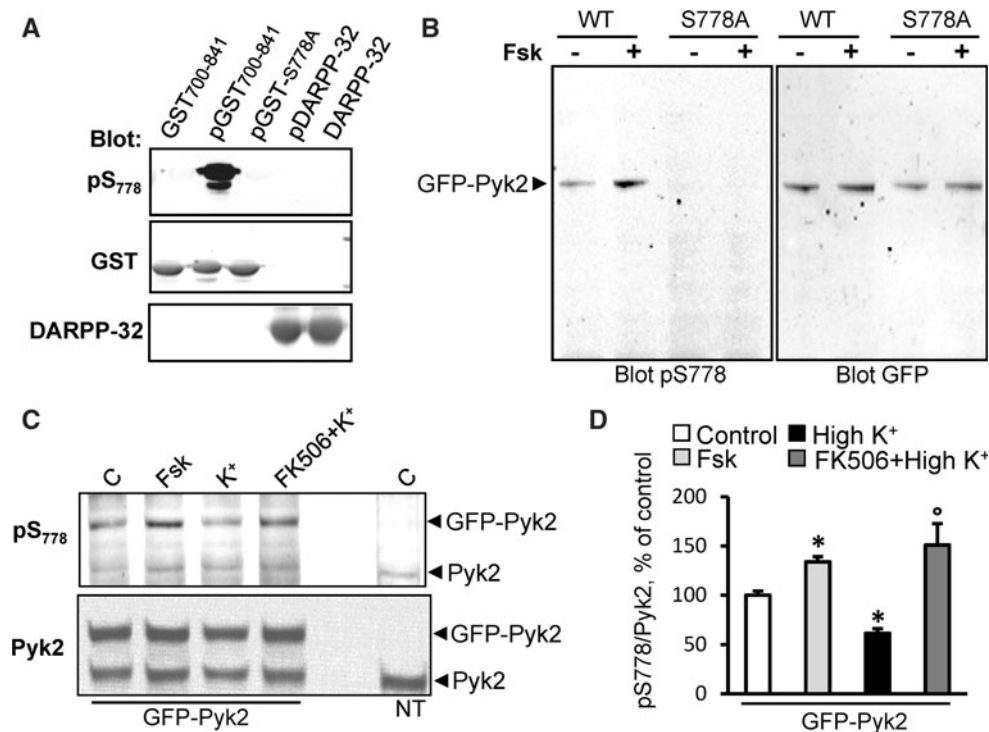 A
Blot:
GST700-841
pGST700-841
pGST-S778A
pDARPP-32
DARPP-32
pS778
GST
DARPP-32
B
WT S778A WT S778A
Fsk - + - + - + - +
GFP-Pyk2
Blot pS778 Blot GFP
C
C Fsk K+ FK506+K+ C
pS778
GFP-Pyk2
Pyk2
Pyk2
GFP-Pyk2
Pyk2
GFP-Pyk2 NT
D
Control High K+
Fsk FK506+High K+
pS778/Pyk2, % of control
200
150
100
50
0
* * °
GFP-Pyk2